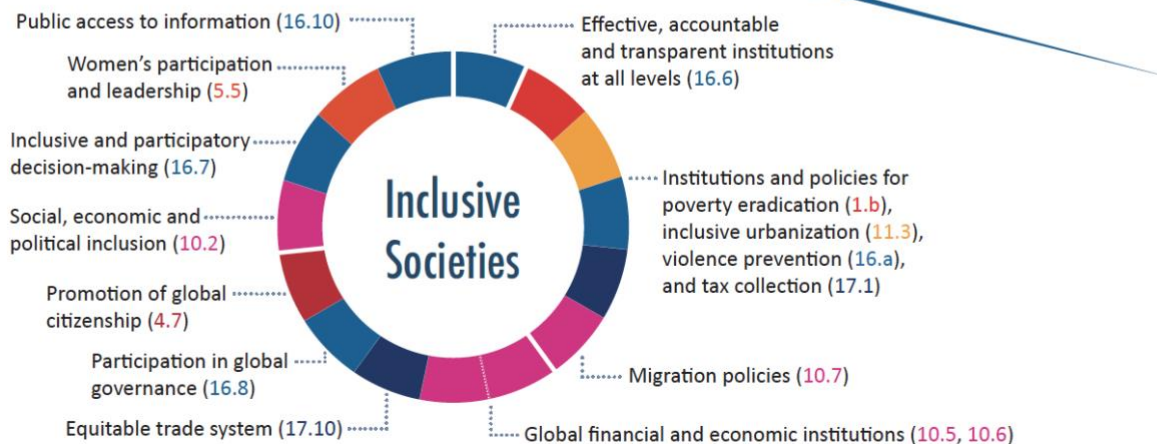 Public access to information (16.10)
Women's participation
and leadership (5.5)
Inclusive and participatory
decision-making (16.7)
Social, economic and
political inclusion (10.2)
Promotion of global
citizenship (4.7)
Participation in global
governance (16.8)
Equitable trade system (17.10)
Inclusive
Societies
Effective, accountable
and transparent institutions
at all levels (16.6)
Institutions and policies for
poverty eradication (1.b),
inclusive urbanization (11.3),
violence prevention (16.a),
and tax collection (17.1)
Migration policies (10.7)
Global financial and economic institutions (10.5, 10.6)